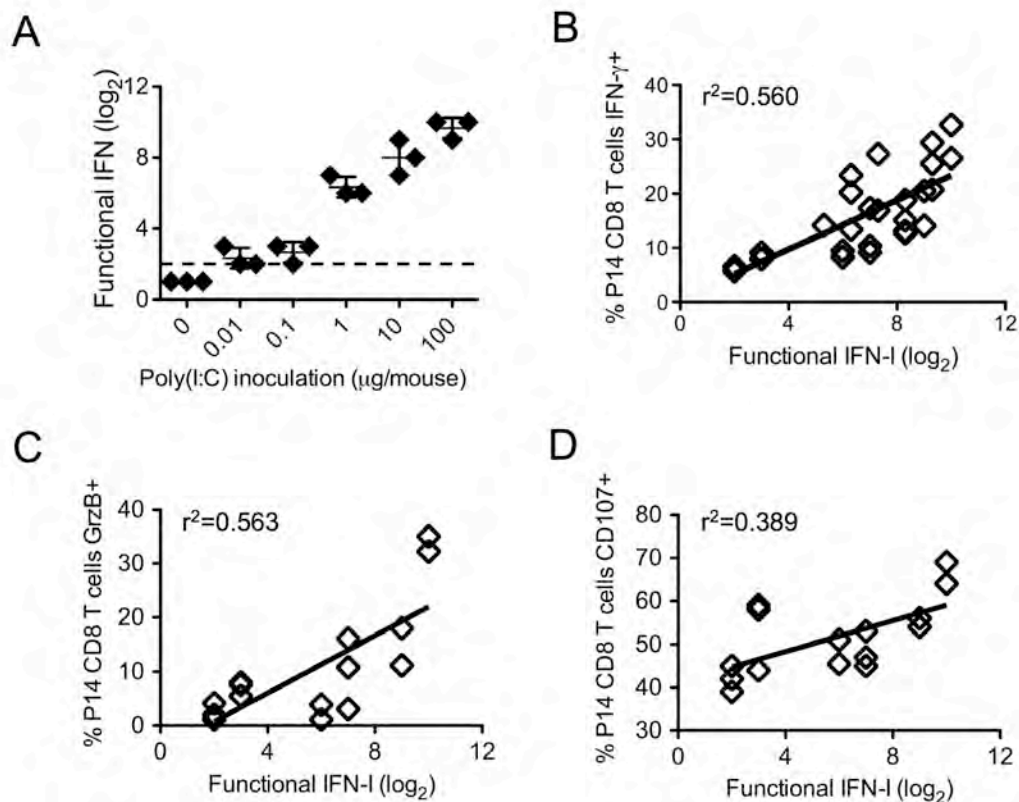 A
Functional IFN (log2)
12
8
4
0
0
0.01
0.1
1
10
100
Poly(I:C) inoculation (μg/mouse)
B
% P14 CD8 T cells IFN-γ+
r²=0.560
40
30
20
10
0
0
4
8
12
Functional IFN-I (log₂)
C
% P14 CD8 T cells GrzB+
r²=0.563
40
30
20
10
0
0
4
8
12
Functional IFN-I (log₂)
D
% P14 CD8 T cells CD107+
r²=0.389
80
70
60
50
40
30
0
4
8
12
Functional IFN-I (log₂)